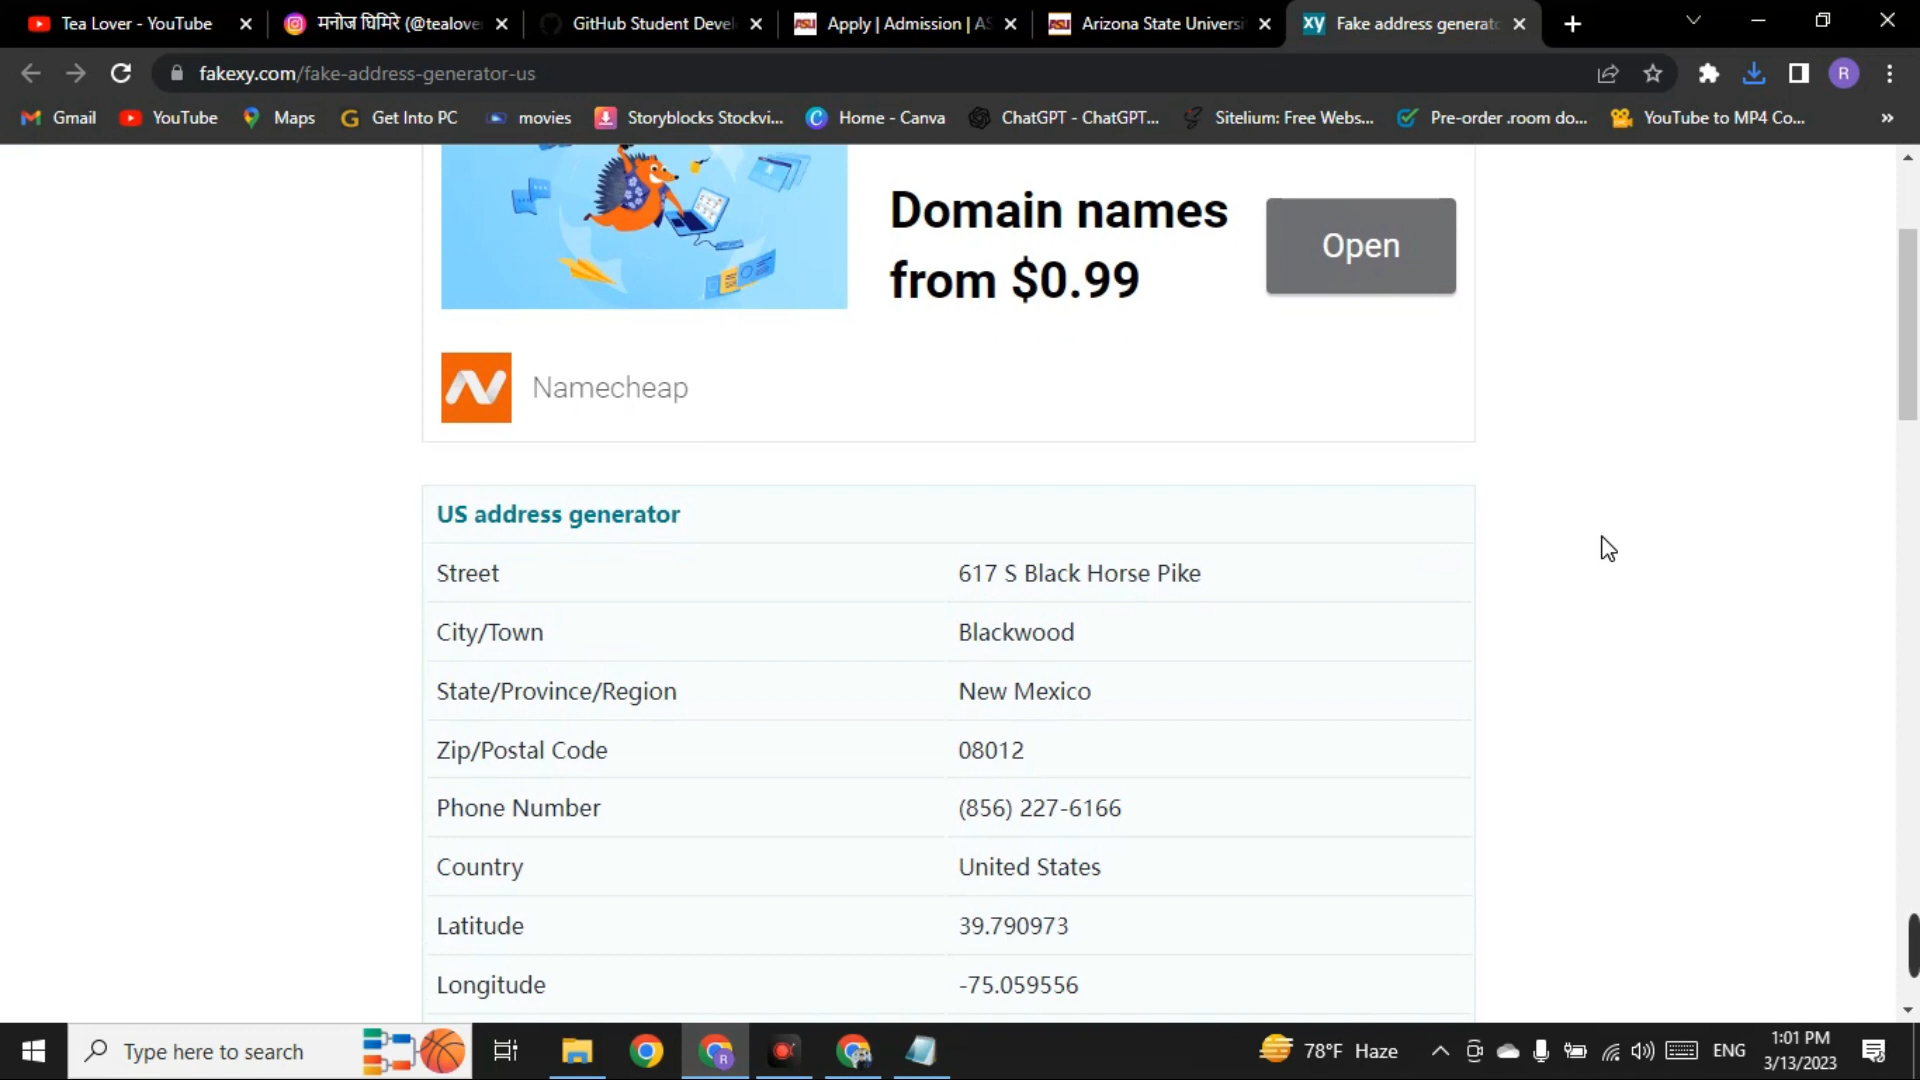 Tea Lover - YouTube
मनोज घिमिरे (@tealove
GitHub Student Devel
Apply | Admission | AS
Arizona State Universi
xy Fake address generato
fakexy.com/fake-address-generator-us
R
Gmail
YouTube
Maps
Get Into PC
movies
Storyblocks Stockvi...
Home - Canva
ChatGPT - ChatGPT...
Sitelium: Free Webs...
Pre-order .room do...
YouTube to MP4 Co...
»
Domain names
from $0.99
Open
Namecheap
US address generator
Street 617 S Black Horse Pike
City/Town Blackwood
State/Province/Region New Mexico
Zip/Postal Code 08012
Phone Number (856) 227-6166
Country United States
Latitude 39.790973
Longitude -75.059556
Type here to search
78°F Haze
ENG
1:01 PM
3/13/2023